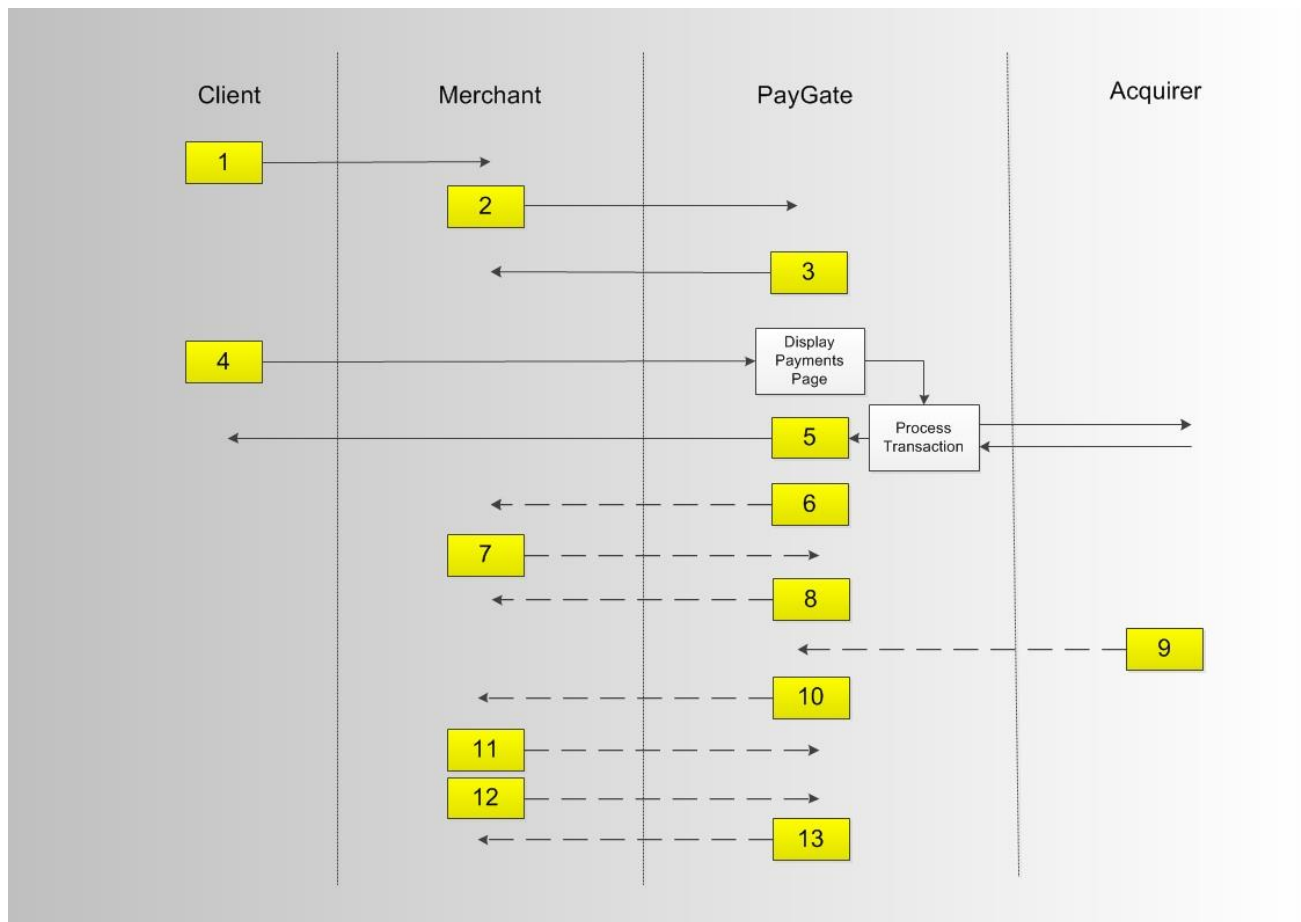 Client
Merchant
PayGate
Acquirer
1
2
3
4
Display
Payments
Page
5
Process
Transaction
6
7
8
9
10
11
12
13